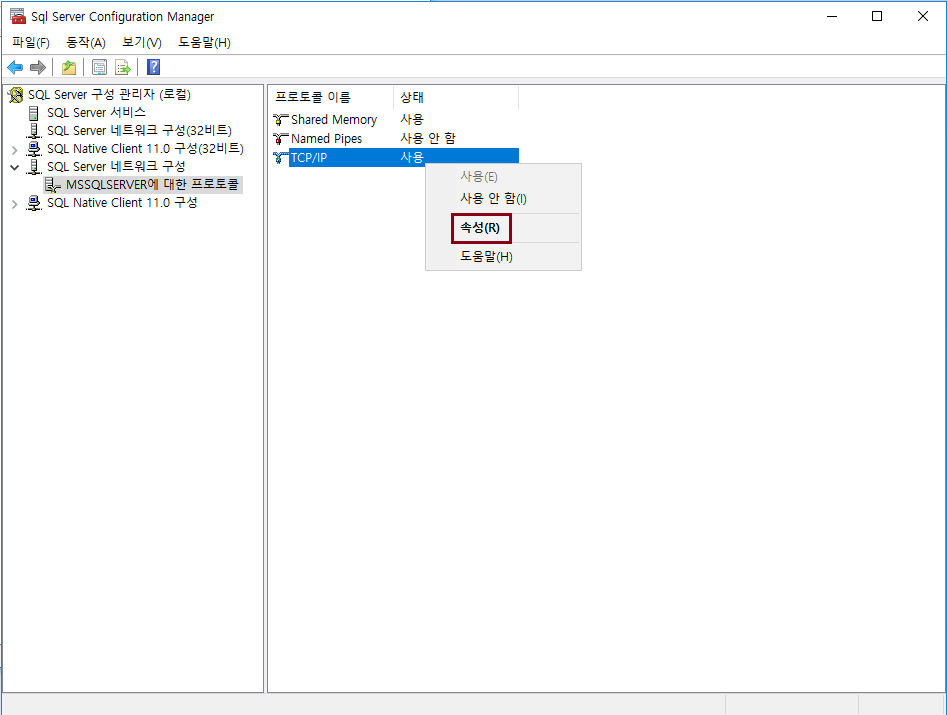 Sql Server Configuration Manager
파일(F) 동작(A) 보기(V) 도움말(H)
SQL Server 구성 관리자 (로컬)
SQL Server 서비스
SQL Server 네트워크 구성(32비트)
SQL Native Client 11.0 구성(32비트)
SQL Server 네트워크 구성
MSSQLSERVER에 대한 프로토콜
SQL Native Client 11.0 구성
프로토콜 이름 상태
Shared Memory 사용
Named Pipes 사용 안 함
TCP/IP 사용
사용(E)
사용 안 함(I)
속성(R)
도움말(H)